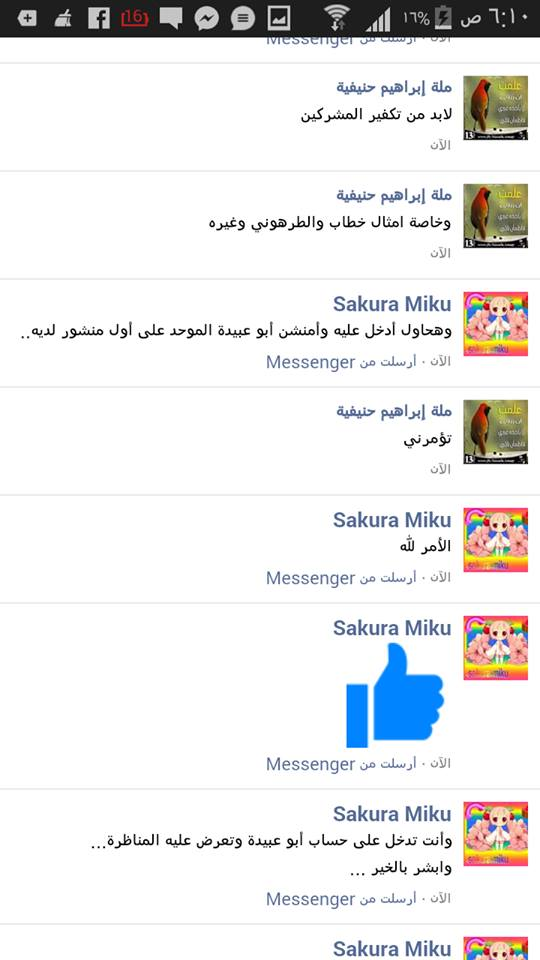 ٦:١٠ ص
١٦%
16
أرسلت من Messenger
ملة إبراهيم حنيفية
لابد من تكفير المشركين
الآن
ملة إبراهيم حنيفية
وخاصة امثال خطاب والطرهوني وغيره
الآن
Sakura Miku
وهحاول أدخل عليه وأمنشن أبو عبيدة الموحد على أول منشور لديه..
الآن · أرسلت من Messenger
ملة إبراهيم حنيفية
تؤمرني
الآن
Sakura Miku
الأمر لله
الآن · أرسلت من Messenger
Sakura Miku
الآن · أرسلت من Messenger
Sakura Miku
وأنت تدخل على حساب أبو عبيدة وتعرض عليه المناظرة...
وابشر بالخير ...
الآن · أرسلت من Messenger
Sakura Miku